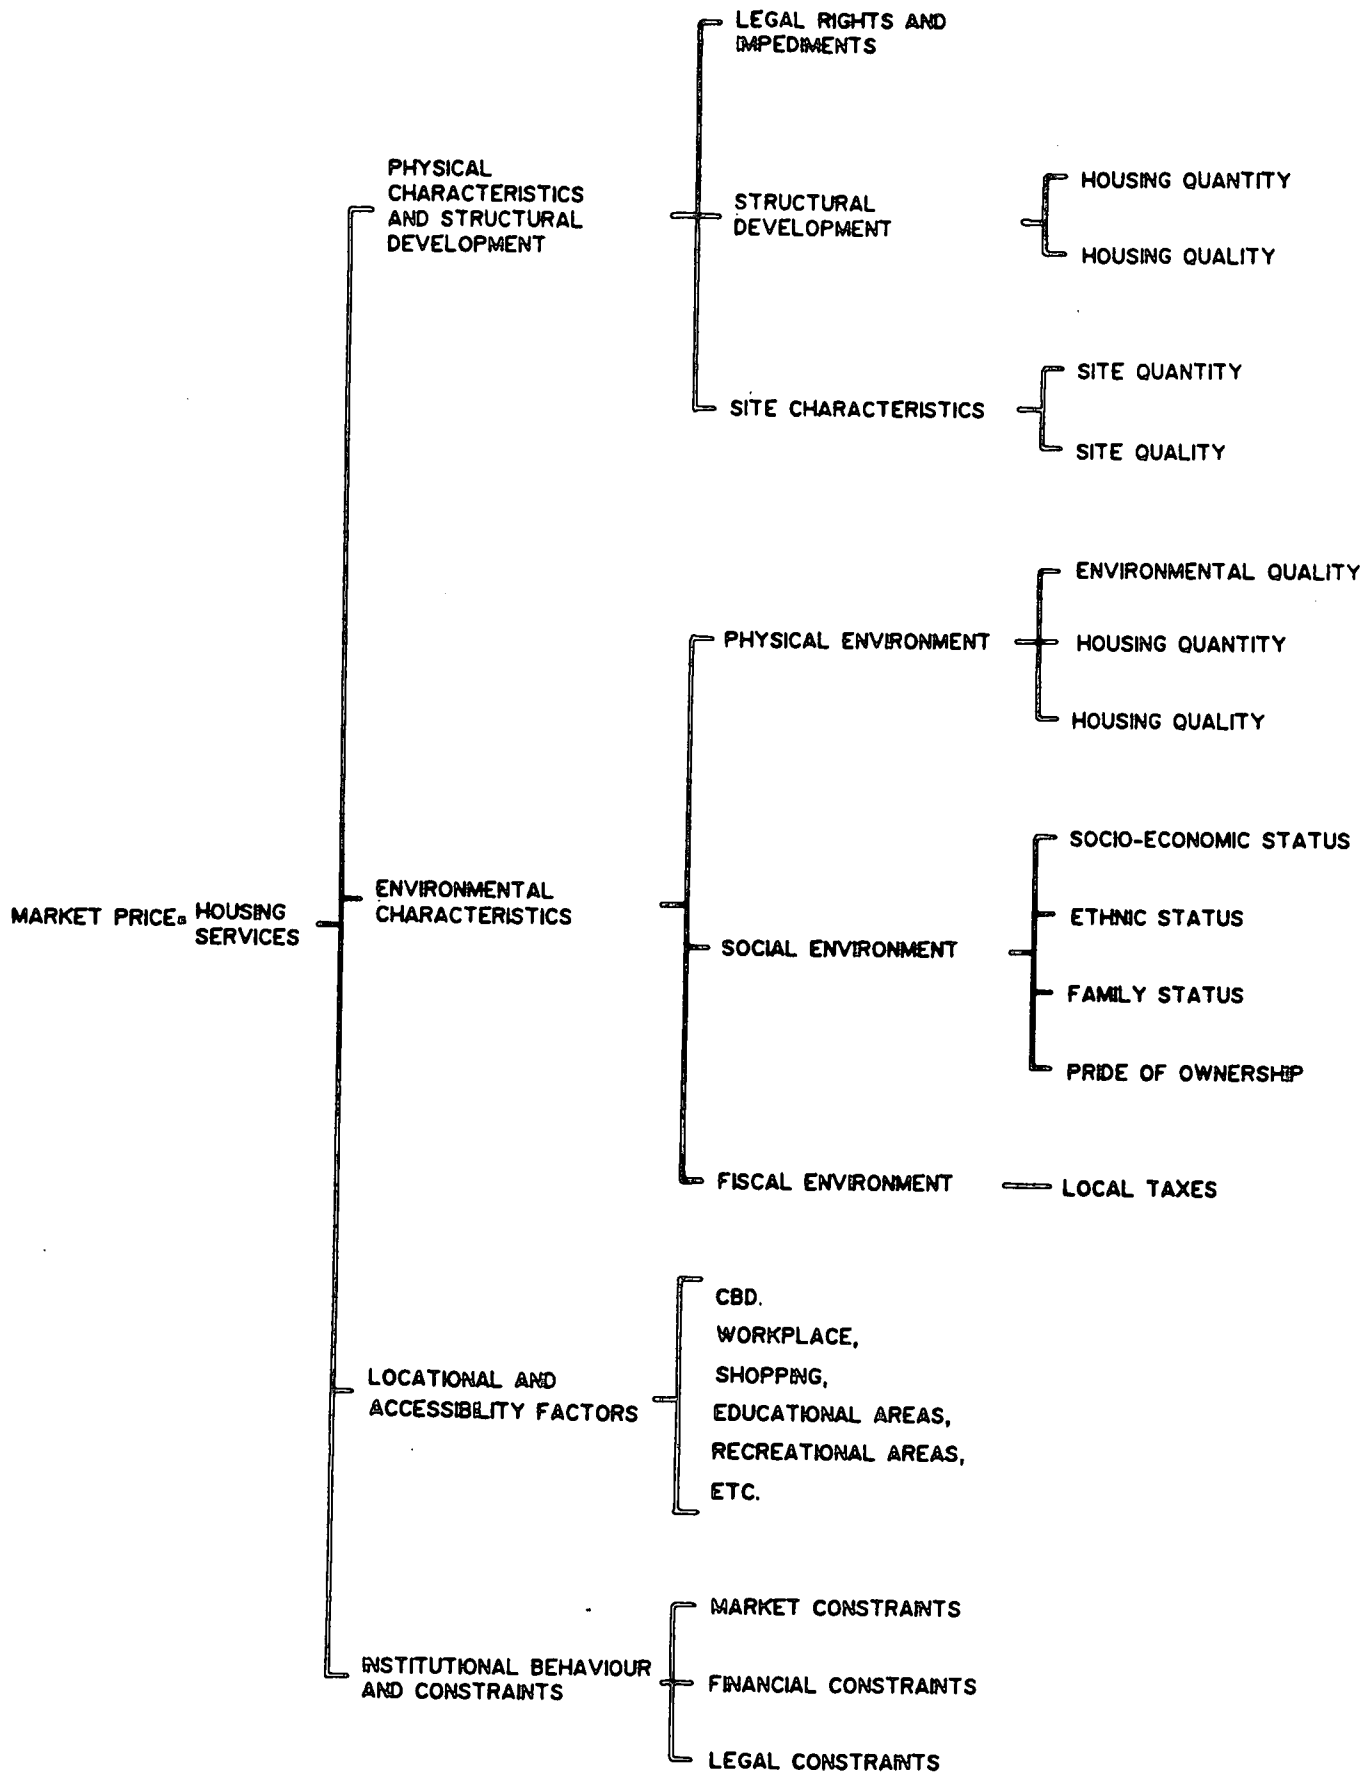 LEGAL RIGHTS AND
IMPEDIMENTS
PHYSICAL
CHARACTERISTICS
AND STRUCTURAL
DEVELOPMENT
STRUCTURAL
DEVELOPMENT
HOUSING QUANTITY
HOUSING QUALITY
SITE CHARACTERISTICS
SITE QUANTITY
SITE QUALITY
MARKET PRICE= HOUSING
SERVICES
ENVIRONMENTAL
CHARACTERISTICS
PHYSICAL ENVIRONMENT
ENVIRONMENTAL QUALITY
HOUSING QUANTITY
HOUSING QUALITY
SOCIAL ENVIRONMENT
SOCIO-ECONOMIC STATUS
ETHNIC STATUS
FAMILY STATUS
PRIDE OF OWNERSHIP
FISCAL ENVIRONMENT
LOCAL TAXES
LOCATIONAL AND
ACCESSIBILITY FACTORS
CBD.
WORKPLACE,
SHOPPING,
EDUCATIONAL AREAS,
RECREATIONAL AREAS,
ETC.
INSTITUTIONAL BEHAVIOUR
AND CONSTRAINTS
MARKET CONSTRAINTS
FINANCIAL CONSTRAINTS
LEGAL CONSTRAINTS